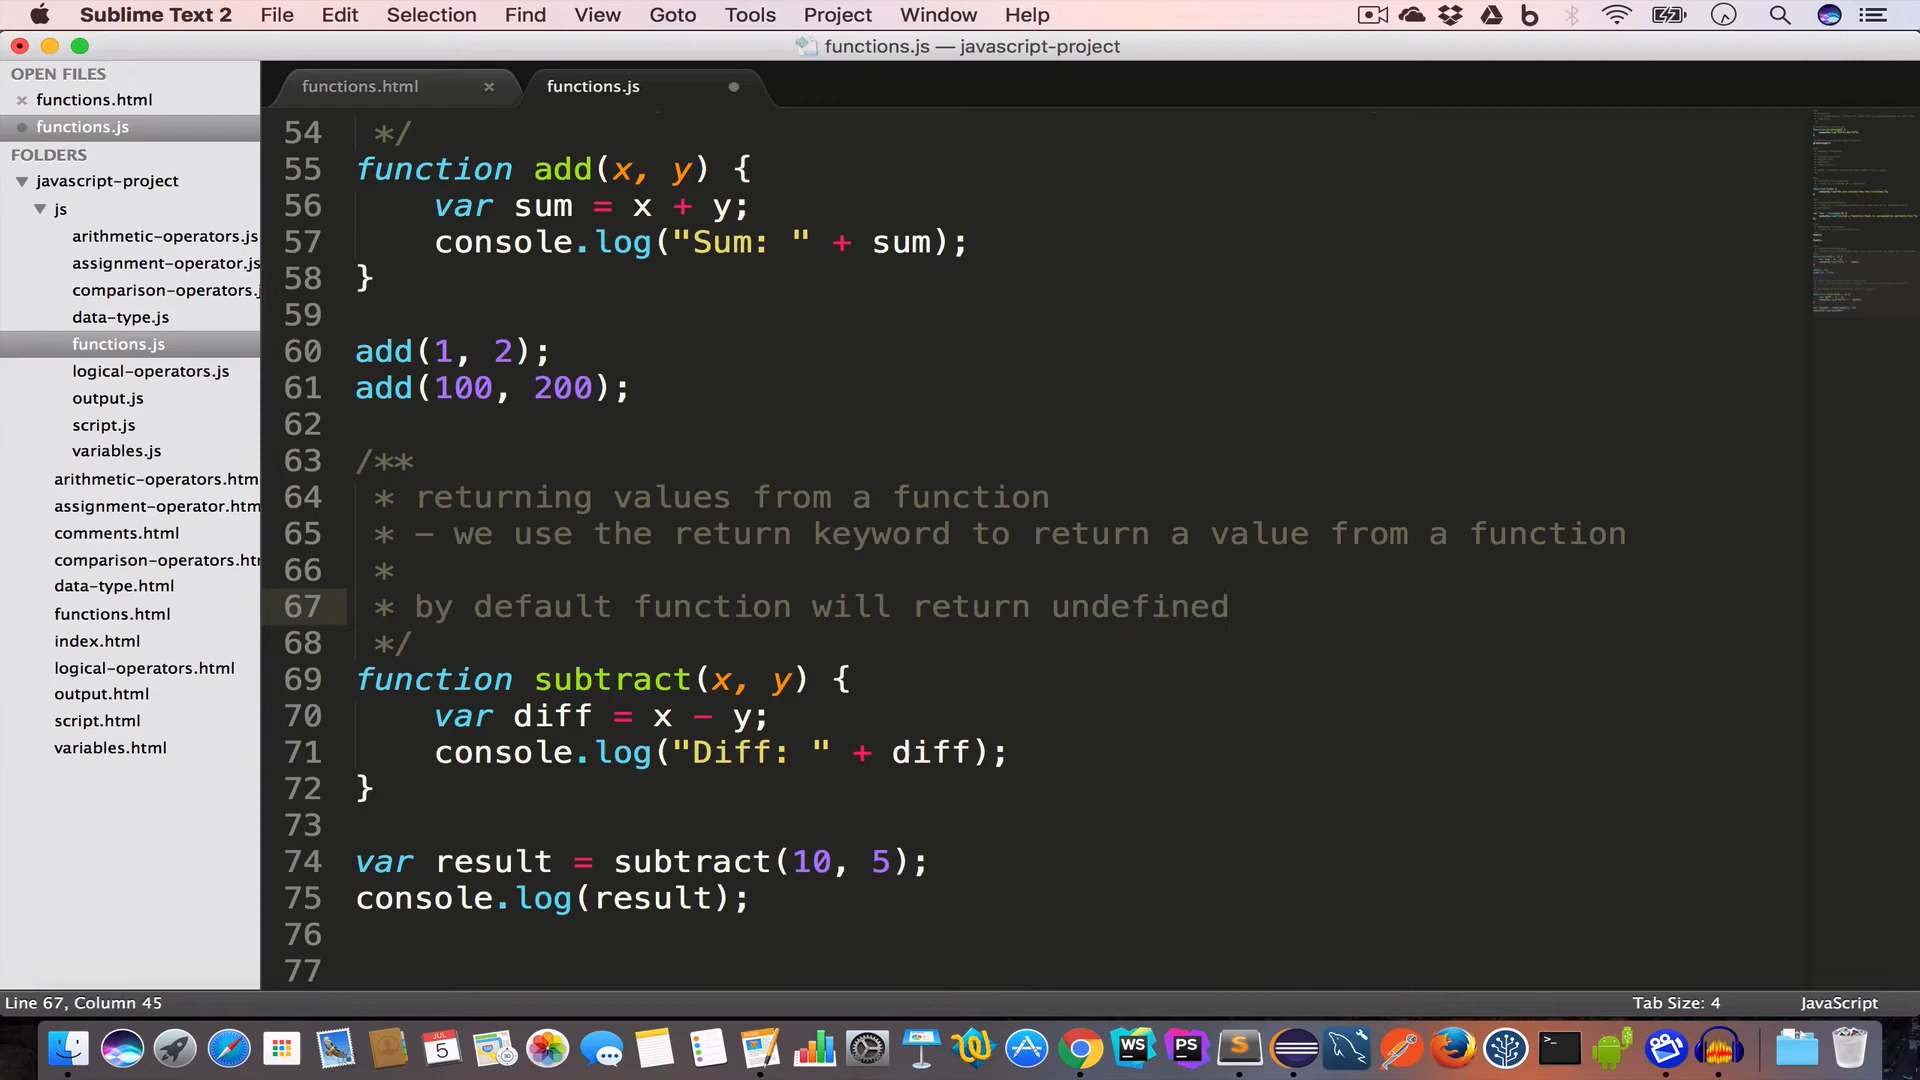 Sublime Text 2 File Edit Selection Find View Goto Tools Project Window Help
functions.js — javascript-project
OPEN FILES
functions.html
functions.js
FOLDERS
javascript-project
js
arithmetic-operators.js
assignment-operator.js
comparison-operators.j
data-type.js
functions.js
logical-operators.js
output.js
script.js
variables.js
arithmetic-operators.htm
assignment-operator.htm
comments.html
comparison-operators.htm
data-type.html
functions.html
index.html
logical-operators.html
output.html
script.html
variables.html
functions.html × functions.js
54 */
55 function add(x, y) {
56 var sum = x + y;
57 console.log("Sum: " + sum);
58 }
59
60 add(1, 2);
61 add(100, 200);
62
63 /**
64 * returning values from a function
65 * – we use the return keyword to return a value from a function
66 *
67 * by default function will return undefined
68 */
69 function subtract(x, y) {
70 var diff = x – y;
71 console.log("Diff: " + diff);
72 }
73
74 var result = subtract(10, 5);
75 console.log(result);
76
77
Line 67, Column 45 Tab Size: 4 JavaScript
JUL
5
WS
PS